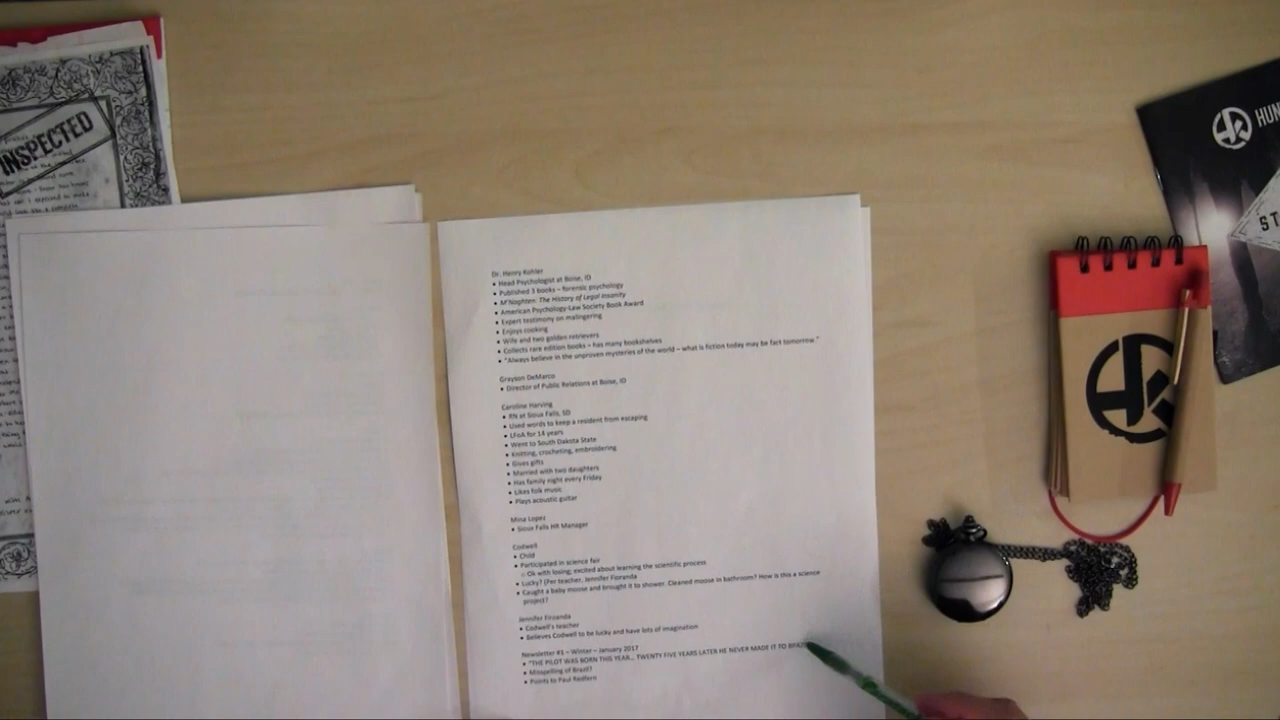 INSPECTED
HUN
ST
Dr. Henry Kohler
• Head Psychologist at Boise, ID
• Published 3 books – forensic psychology
• M'Naghten: The History of Legal Insanity
• American Psychology-Law Society Book Award
• Expert testimony on malingering
• Enjoys cooking
• Wife and two golden retrievers
• Collects rare edition books – has many bookshelves
• "Always believe in the unproven mysteries of the world – what is fiction today may be fact tomorrow."
Grayson DeMarco
• Director of Public Relations at Boise, ID
Caroline Harving
• RN at Sioux Falls, SD
• Used words to keep a resident from escaping
• LFoA for 14 years
• Went to South Dakota State
• Knitting, crocheting, embroidering
• Gives gifts
• Married with two daughters
• Has family night every Friday
• Likes folk music
• Plays acoustic guitar
Mina Lopez
• Sioux Falls HR Manager
Codwell
• Child
• Participated in science fair
o Ok with losing; excited about learning the scientific process
• Lucky? (Per teacher, Jennifer Fioranda
• Caught a baby moose and brought it to shower. Cleaned moose in bathroom? How is this a science
project?
Jennifer
• Codwell's teacher
• Believes Codwell to be lucky and have lots of imagination
Newsletter #1 – Winter – January 2017
• "THE PILOT WAS BORN THIS YEAR... TWENTY FIVE YEARS LATER HE NEVER MADE IT TO
• Misspelling of Brazil?
• Points to Paul Redfern